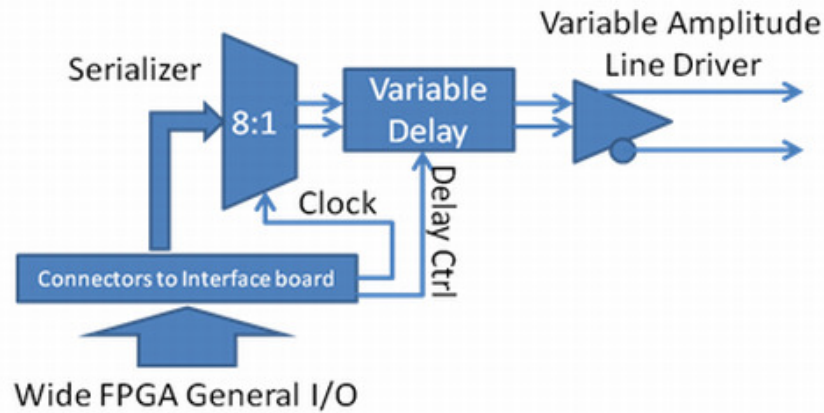 Variable Amplitude
Line Driver
Serializer
8:1
Variable
Delay
Clock
Delay Ctrl
Connectors to Interface board
Wide FPGA General I/O